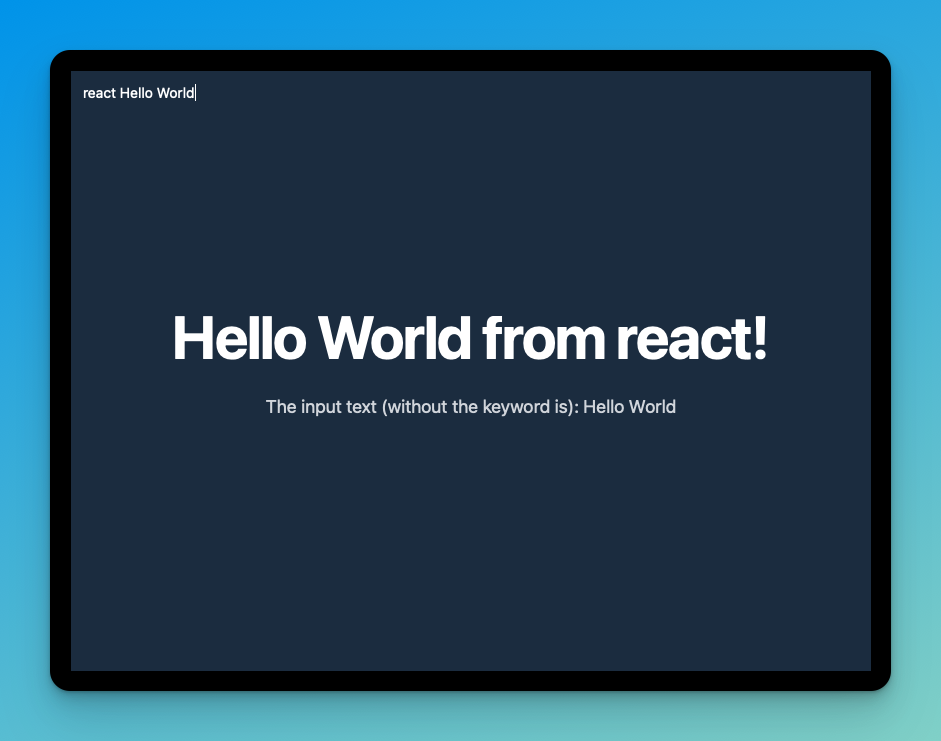 react Hello World
Hello World from react!
The input text (without the keyword is): Hello World